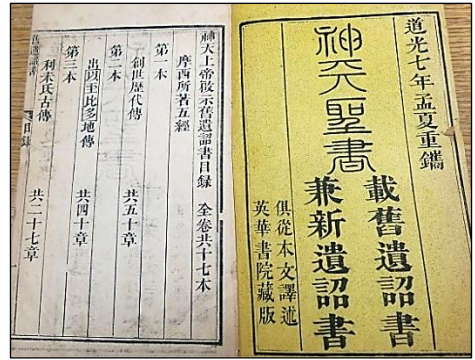 道光七年孟夏重鐫
神天聖書
載舊遺詔書
兼新遺詔書
俱從本文譯述
英華書院藏版
神天上帝啟示舊遺詔書目錄 全卷共十七本
摩西所著五經
第一本
創世歷代傳 共五十章
第二本
出以至比多地傳 共四十章
第三本
利未氏古傳 共二十七章
舊遺詔書 目錄